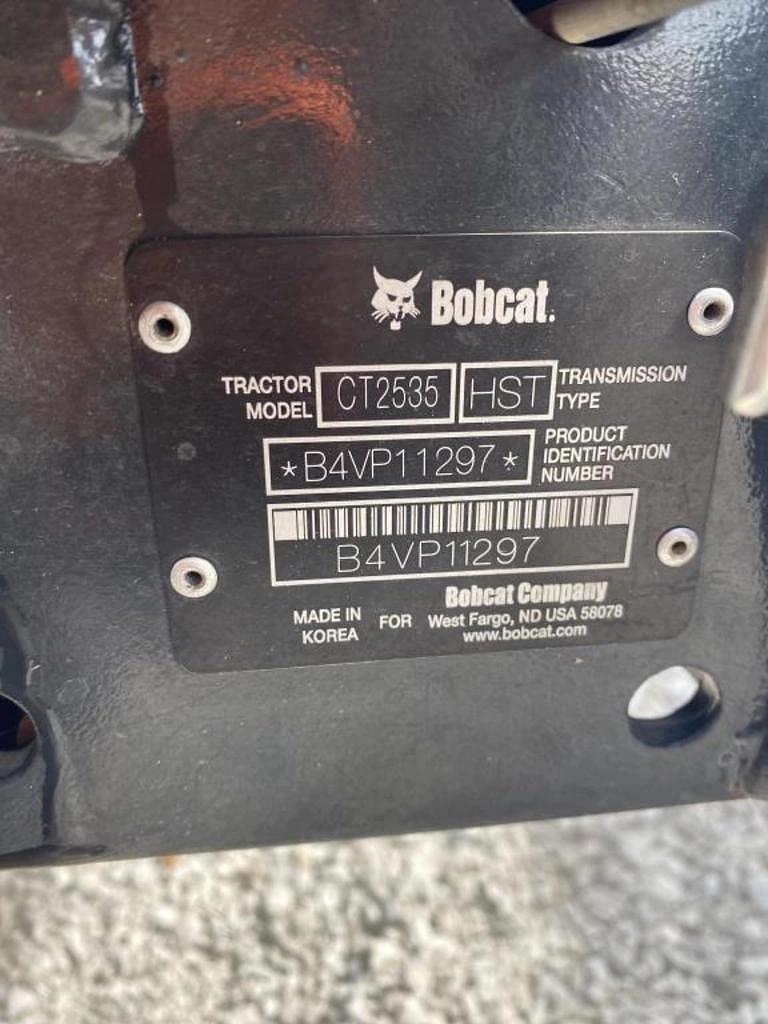 Bobcat.
TRACTOR MODEL CT2535 HST TRANSMISSION TYPE
*B4VP11297* PRODUCT IDENTIFICATION NUMBER
B4VP11297
MADE IN KOREA FOR Bobcat Company
West Fargo, ND USA 58078
www.bobcat.com